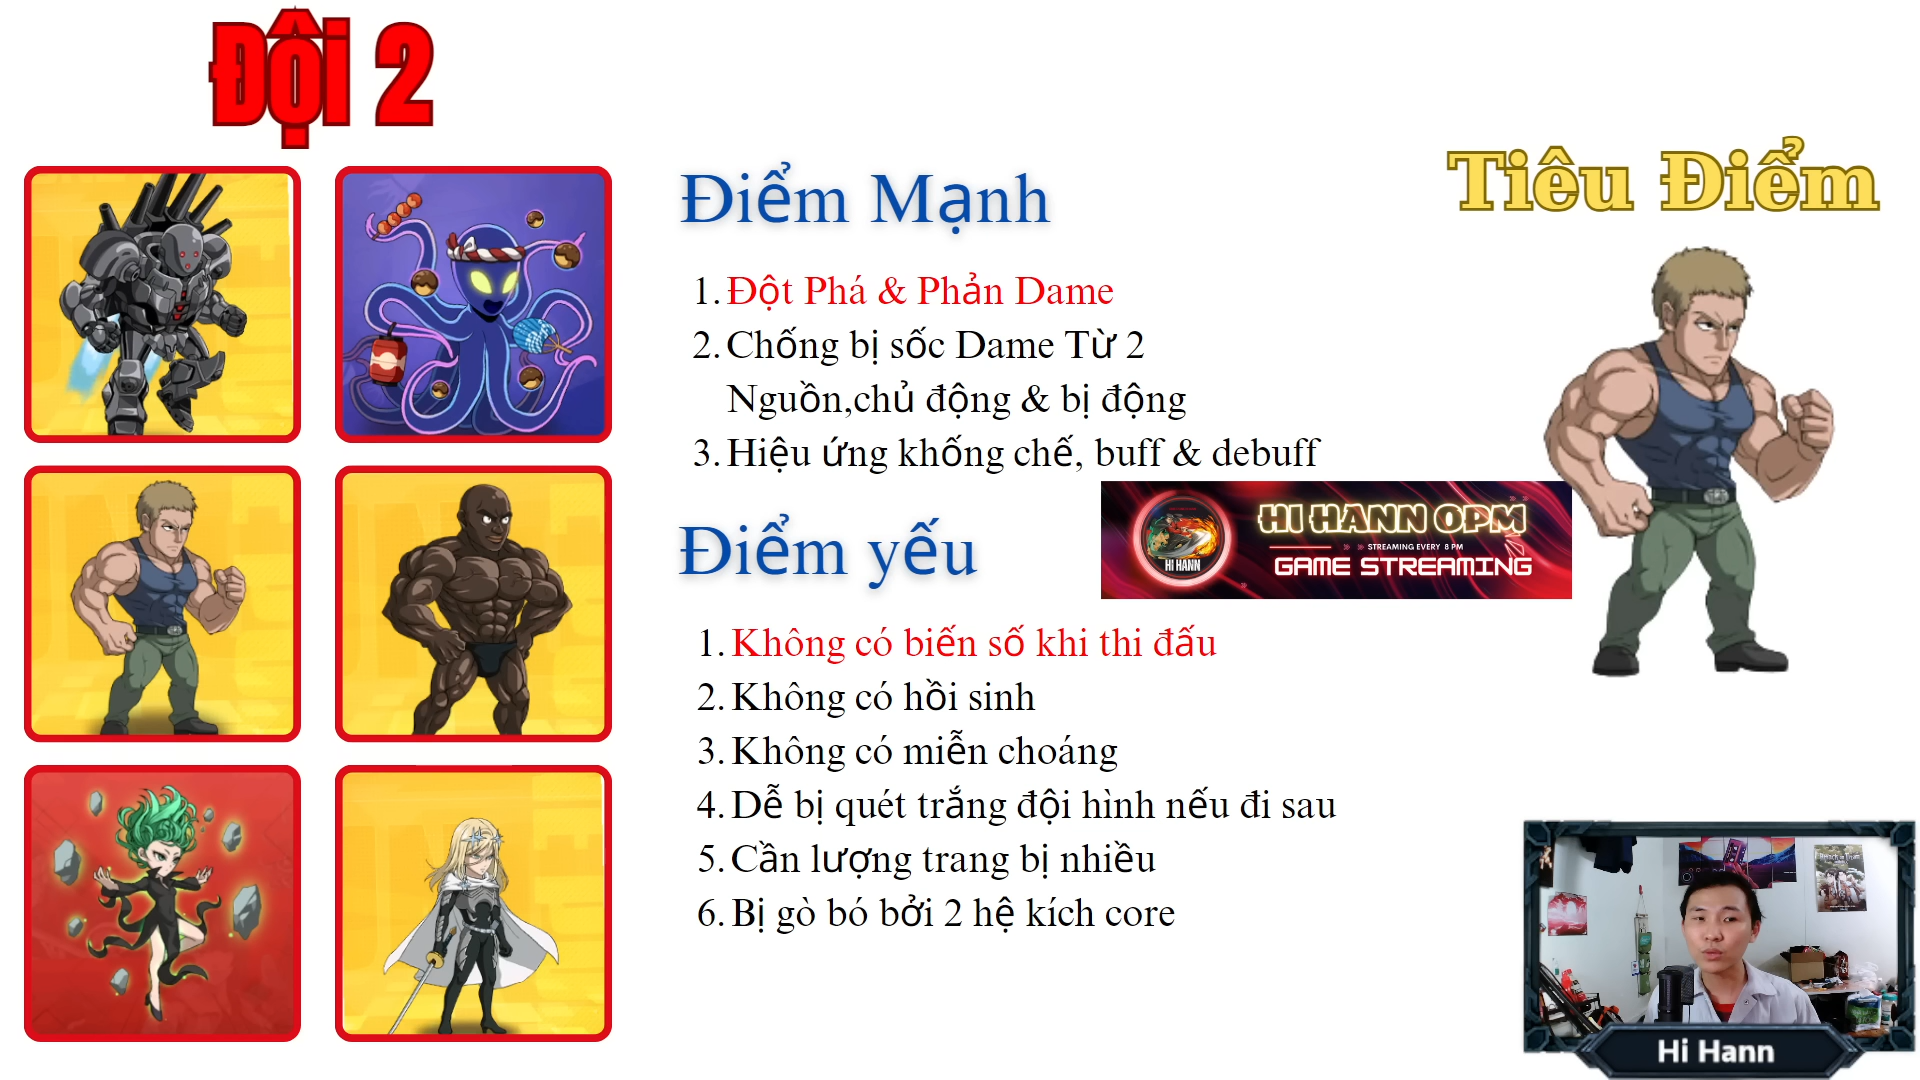 Đội 2
Tiêu Điểm
Điểm Mạnh
1. Đột Phá & Phản Dame
2. Chống bị sốc Dame Từ 2
Nguồn,chủ động & bị động
3. Hiệu ứng khống chế, buff & debuff
HI HANN OPM
STREAMING EVERY 8 PM
GAME STREAMING
HI HANN
Điểm yếu
1. Không có biến số khi thi đấu
2. Không có hồi sinh
3. Không có miễn choáng
4. Dễ bị quét trắng đội hình nếu đi sau
5. Cần lượng trang bị nhiều
6. Bị gò bó bởi 2 hệ kích core
Hi Hann